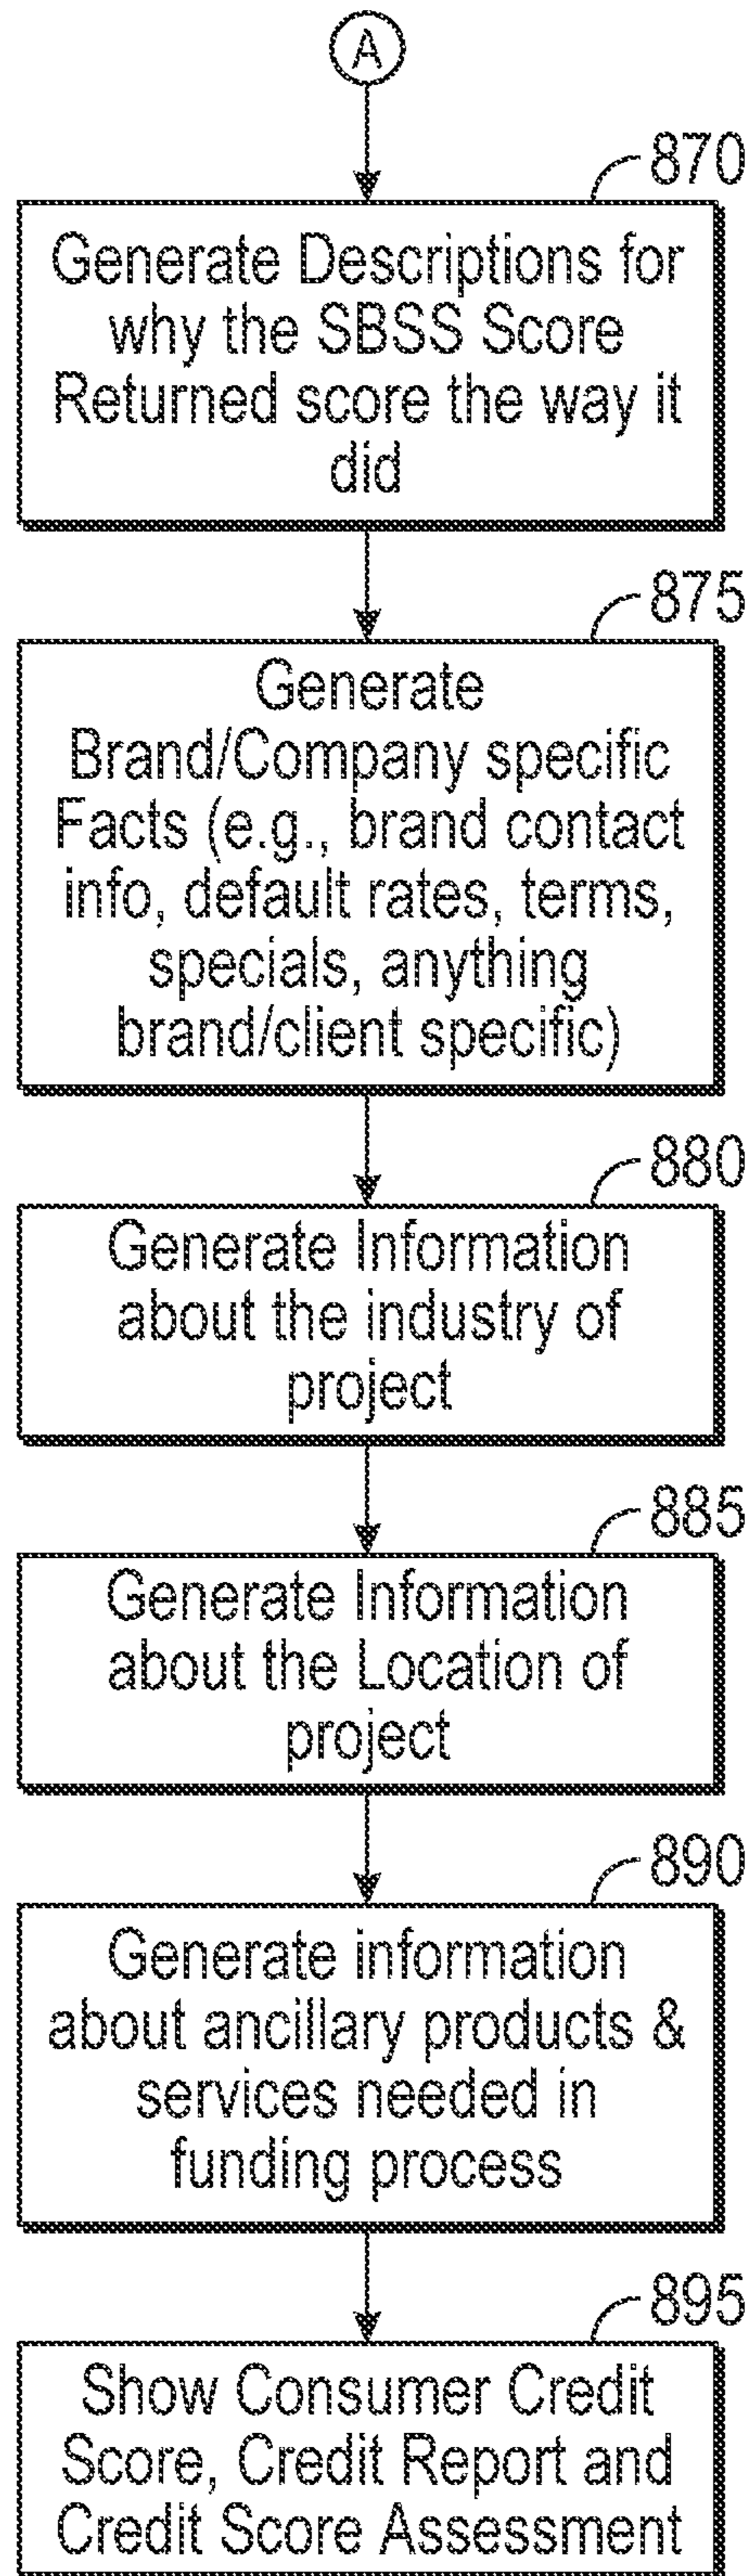 A
870
Generate Descriptions for
why the SBSS Score
Returned score the way it
did
875
Generate
Brand/Company specific
Facts (e.g., brand contact
info, default rates, terms,
specials, anything
brand/client specific)
880
Generate Information
about the industry of
project
885
Generate Information
about the Location of
project
890
Generate information
about ancillary products &
services needed in
funding process
895
Show Consumer Credit
Score, Credit Report and
Credit Score Assessment